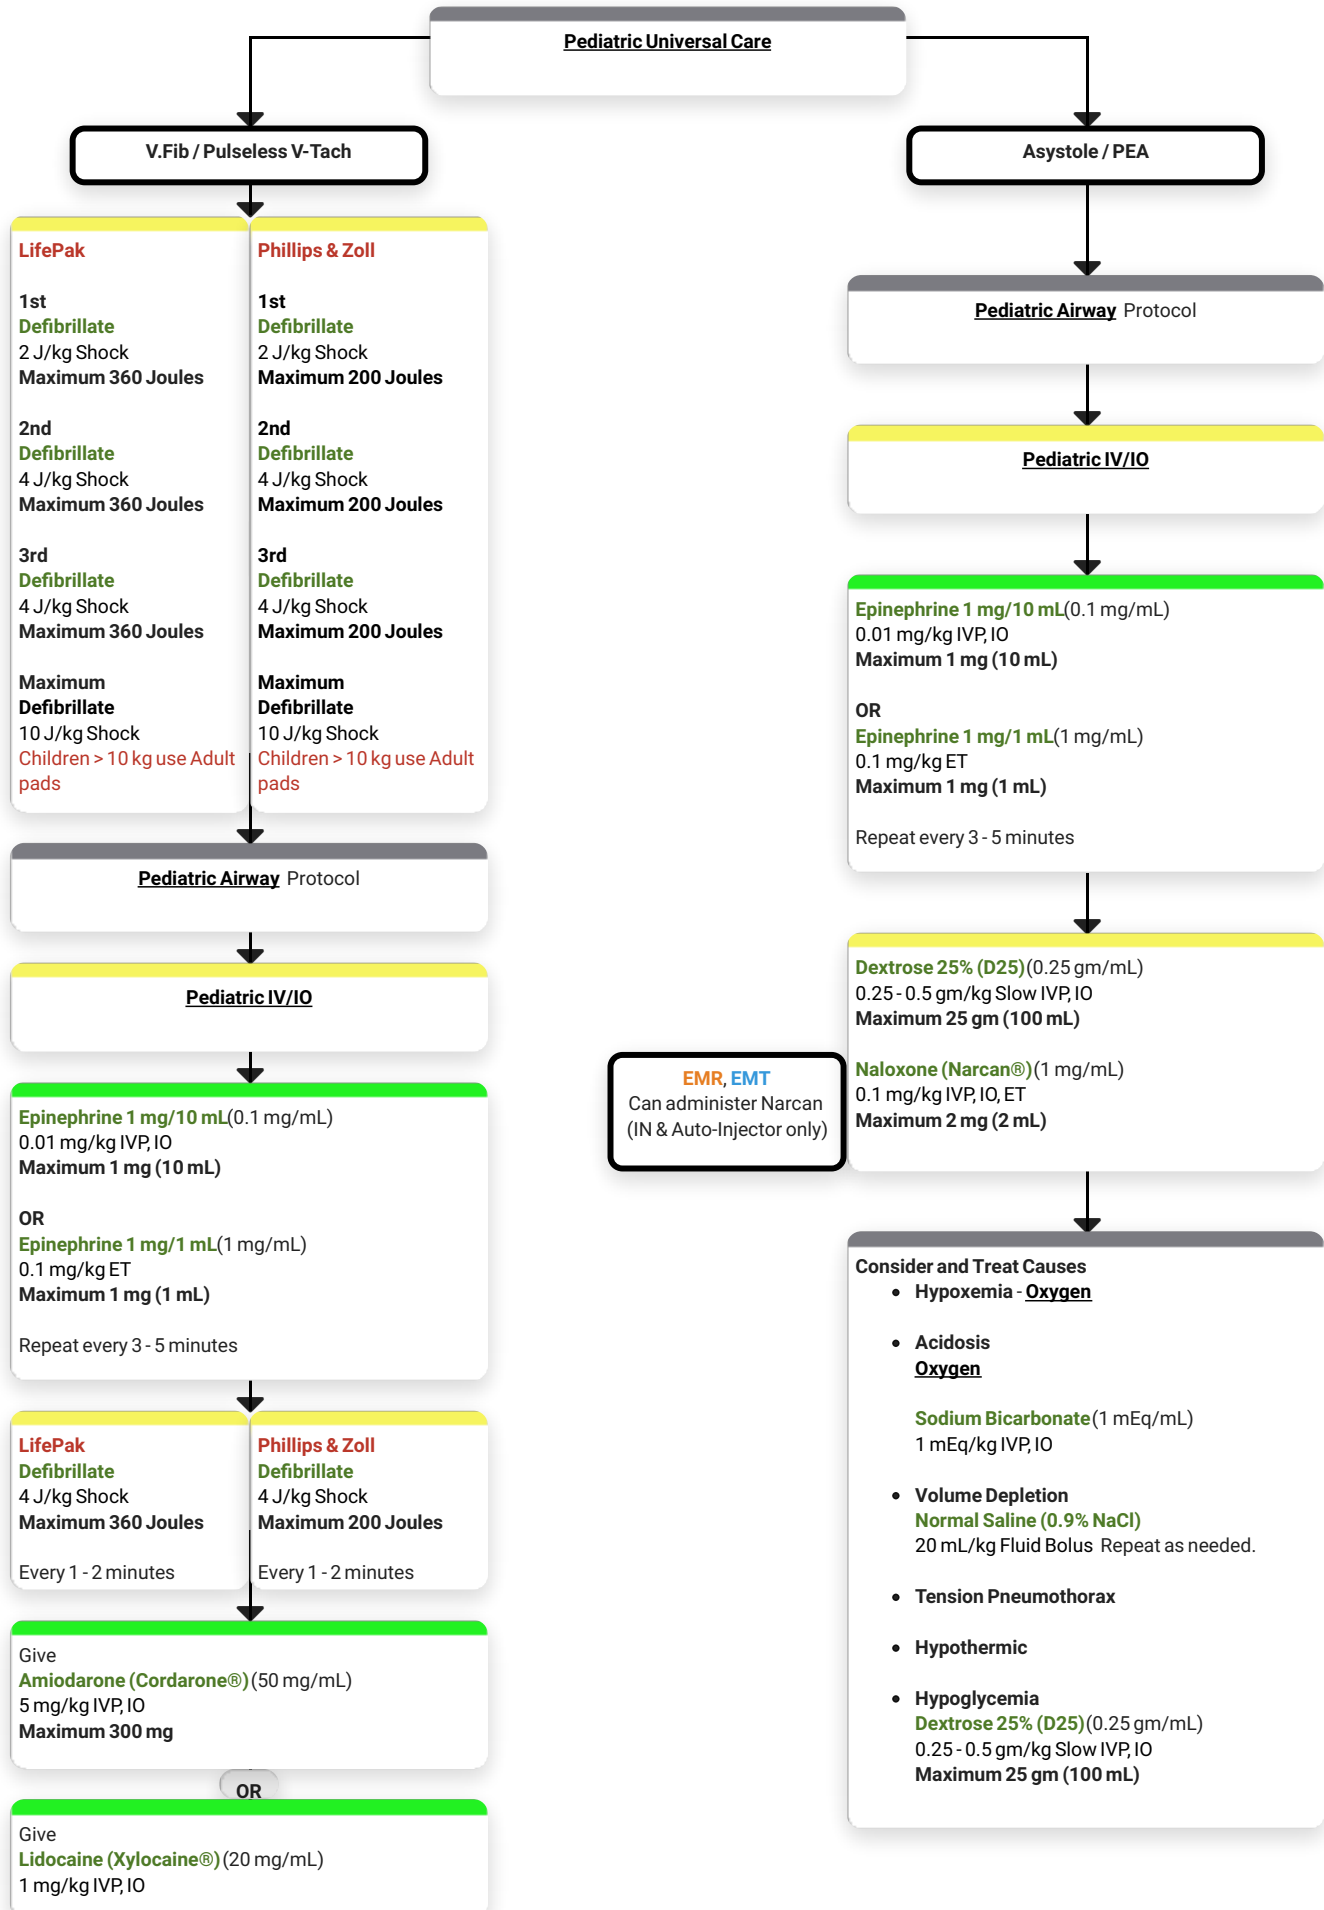 Pediatric Universal Care
V.Fib / Pulseless V-Tach
LifePak
1st
Defibrillate
2 J/kg Shock
Maximum 360 Joules
2nd
Defibrillate
4 J/kg Shock
Maximum 360 Joules
3rd
Defibrillate
4 J/kg Shock
Maximum 360 Joules
Maximum
Defibrillate
10 J/kg Shock
Children > 10 kg use Adult
pads
Phillips & Zoll
1st
Defibrillate
2 J/kg Shock
Maximum 200 Joules
2nd
Defibrillate
4 J/kg Shock
Maximum 200 Joules
3rd
Defibrillate
4 J/kg Shock
Maximum 200 Joules
Maximum
Defibrillate
10 J/kg Shock
Children > 10 kg use Adult
pads
Pediatric Airway Protocol
Pediatric IV/IO
Epinephrine 1 mg/10 mL(0.1 mg/mL)
0.01 mg/kg IVP, IO
Maximum 1 mg (10 mL)
OR
Epinephrine 1 mg/1 mL(1 mg/mL)
0.1 mg/kg ET
Maximum 1 mg (1 mL)
Repeat every 3 - 5 minutes
LifePak
Defibrillate
4 J/kg Shock
Maximum 360 Joules
Every 1 - 2 minutes
Phillips & Zoll
Defibrillate
4 J/kg Shock
Maximum 200 Joules
Every 1 - 2 minutes
Give
Amiodarone (Cordarone®) (50 mg/mL)
5 mg/kg IVP, IO
Maximum 300 mg
OR
Give
Lidocaine (Xylocaine®) (20 mg/mL)
1 mg/kg IVP, IO
Asystole / PEA
Pediatric Airway Protocol
Pediatric IV/IO
Epinephrine 1 mg/10 mL(0.1 mg/mL)
0.01 mg/kg IVP, IO
Maximum 1 mg (10 mL)
OR
Epinephrine 1 mg/1 mL(1 mg/mL)
0.1 mg/kg ET
Maximum 1 mg (1 mL)
Repeat every 3 - 5 minutes
Dextrose 25% (D25)(0.25 gm/mL)
0.25 - 0.5 gm/kg Slow IVP, IO
Maximum 25 gm (100 mL)
Naloxone (Narcan®)(1 mg/mL)
0.1 mg/kg IVP, IO, ET
Maximum 2 mg (2 mL)
EMR, EMT
Can administer Narcan
(IN & Auto-Injector only)
Consider and Treat Causes
• Hypoxemia - Oxygen
• Acidosis
Oxygen
Sodium Bicarbonate (1 mEq/mL)
1 mEq/kg IVP, IO
• Volume Depletion
Normal Saline (0.9% NaCl)
20 mL/kg Fluid Bolus Repeat as needed.
• Tension Pneumothorax
• Hypothermic
• Hypoglycemia
Dextrose 25% (D25)(0.25 gm/mL)
0.25 - 0.5 gm/kg Slow IVP, IO
Maximum 25 gm (100 mL)